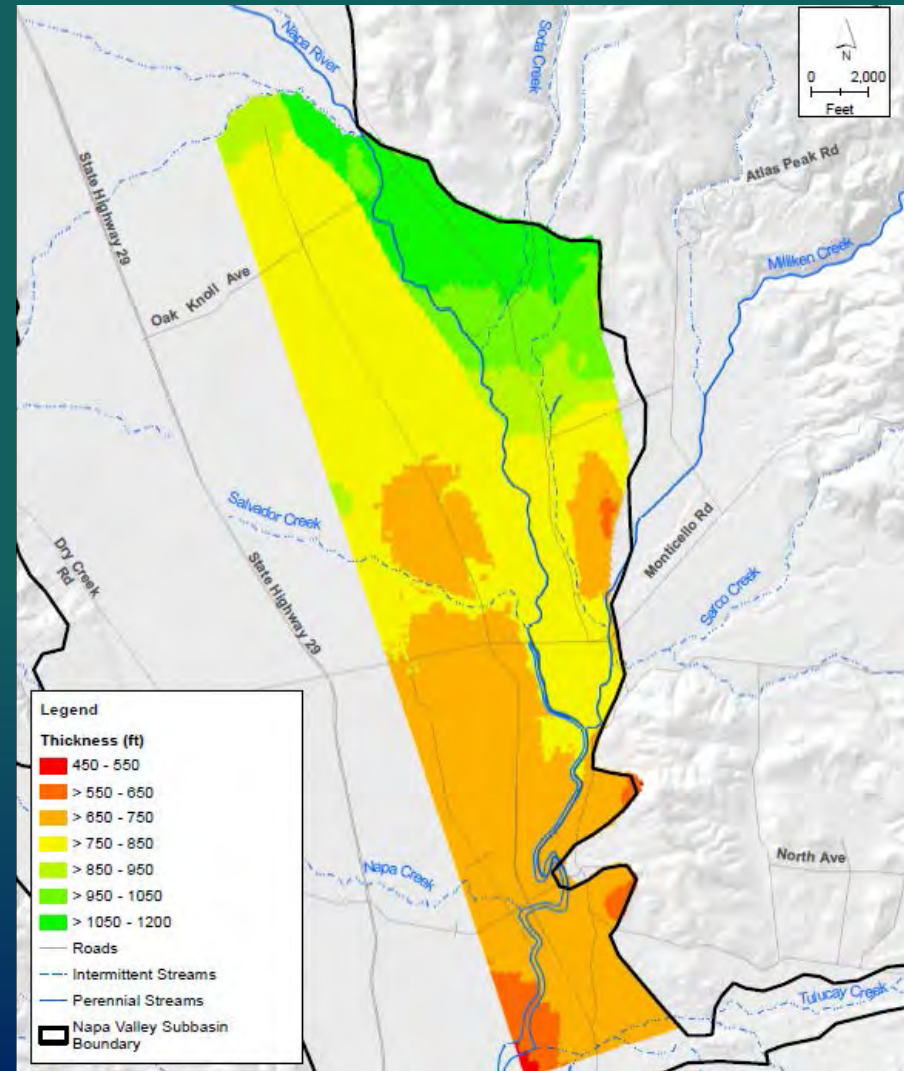 Napa River
Soda Creek
N
0 2,000
Feet
State Highway 29
Atlas Peak Rd
Milliken Creek
Oak Knoll Ave
Salvador Creek
Dry Creek
Rd
State Highway 29
Monticello Rd
Sarco Creek
Legend
Thickness (ft)
450 - 550
> 550 - 650
> 650 - 750
> 750 - 850
> 850 - 950
> 950 - 1050
> 1050 - 1200
Roads
Intermittent Streams
Perennial Streams
Napa Valley Subbasin
Boundary
Napa Creek
North Ave
Tulucay Creek